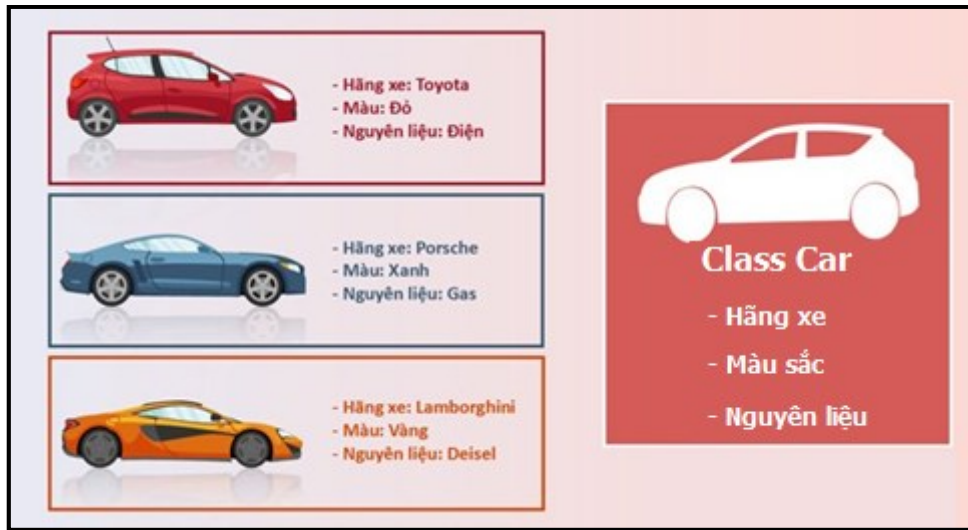 - Hãng xe: Toyota
- Màu: Đỏ
- Nguyên liệu: Điện
- Hãng xe: Porsche
- Màu: Xanh
- Nguyên liệu: Gas
- Hãng xe: Lamborghini
- Màu: Vàng
- Nguyên liệu: Deisel
Class Car
- Hãng xe
- Màu sắc
- Nguyên liệu